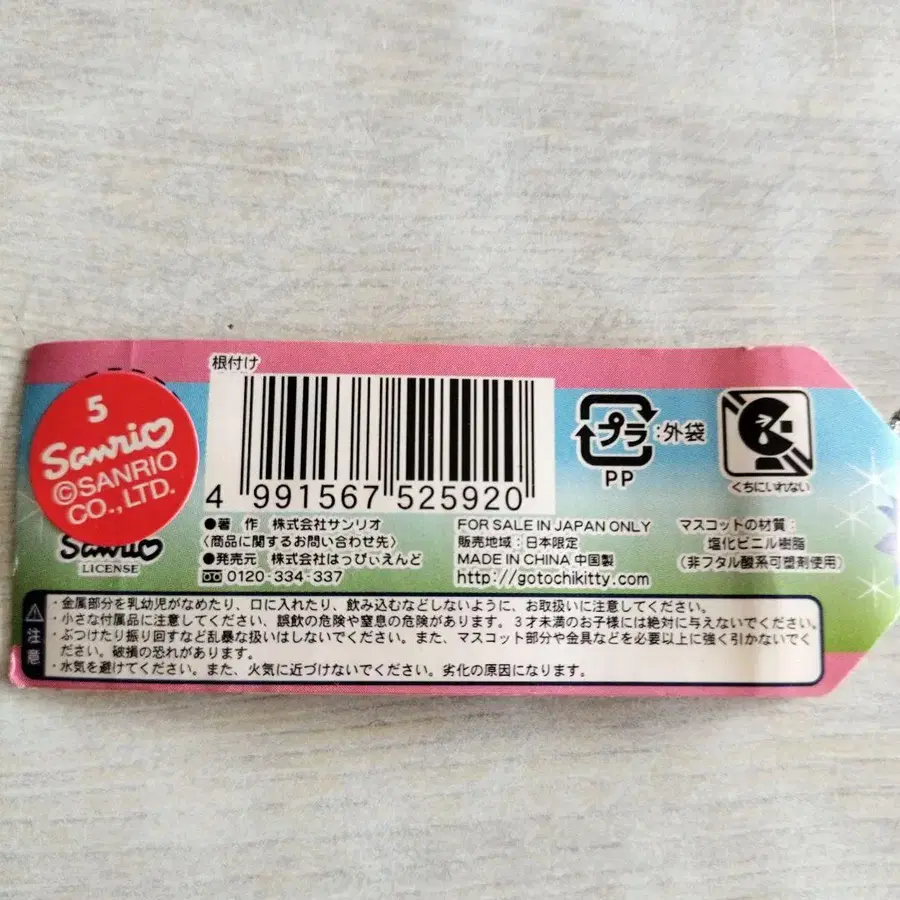 根付け
5
Sanrio
©SANRIO
CO.,LTD.
Sanrio
LICENSE
4 991567 525920
プラ:外袋
PP
くちにいれない
●著 作 株式会社サンリオ
〈商品に関するお問い合わせ先〉
●発売元 株式会社はっぴぃえんど
0120-334-337
FOR SALE IN JAPAN ONLY
販売地域:日本限定
MADE IN CHINA 中国製
http://gotochikitty.com/
マスコットの材質:
塩化ビニル樹脂
(非フタル酸系可塑剤使用)
注意
・金属部分を乳幼児がなめたり、口に入れたり、飲み込むなどしないように、お取扱いに注意してください。
・小さな付属品に注意してください、誤飲の危険や窒息の危険があります。3才未満のお子様には絶対に与えないでください。
・ぶつけたり振り回すなど乱暴な扱いはしないでください。また、マスコット部分や金具などを必要以上に強く引かないでく
ださい。破損の恐れがあります。
・水気を避けてください。また、火気に近づけないでください。劣化の原因になります。